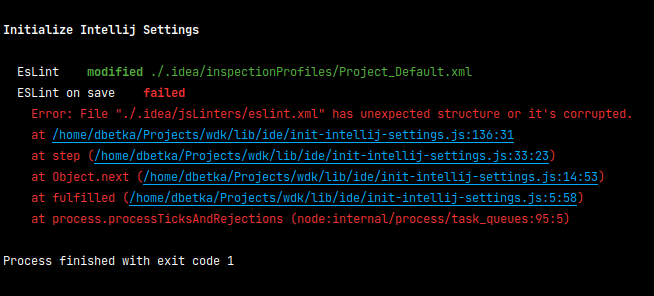 Initialize Intellij Settings
EsLint modified ./.idea/inspectionProfiles/Project_Default.xml
ESLint on save failed
Error: File "./.idea/jsLinters/eslint.xml" has unexpected structure or it's corrupted.
at /home/dbetka/Projects/wdk/lib/ide/init-intellij-settings.js:136:31
at step (/home/dbetka/Projects/wdk/lib/ide/init-intellij-settings.js:33:23)
at Object.next (/home/dbetka/Projects/wdk/lib/ide/init-intellij-settings.js:14:53)
at fulfilled (/home/dbetka/Projects/wdk/lib/ide/init-intellij-settings.js:5:58)
at process.processTicksAndRejections (node:internal/process/task_queues:95:5)
Process finished with exit code 1